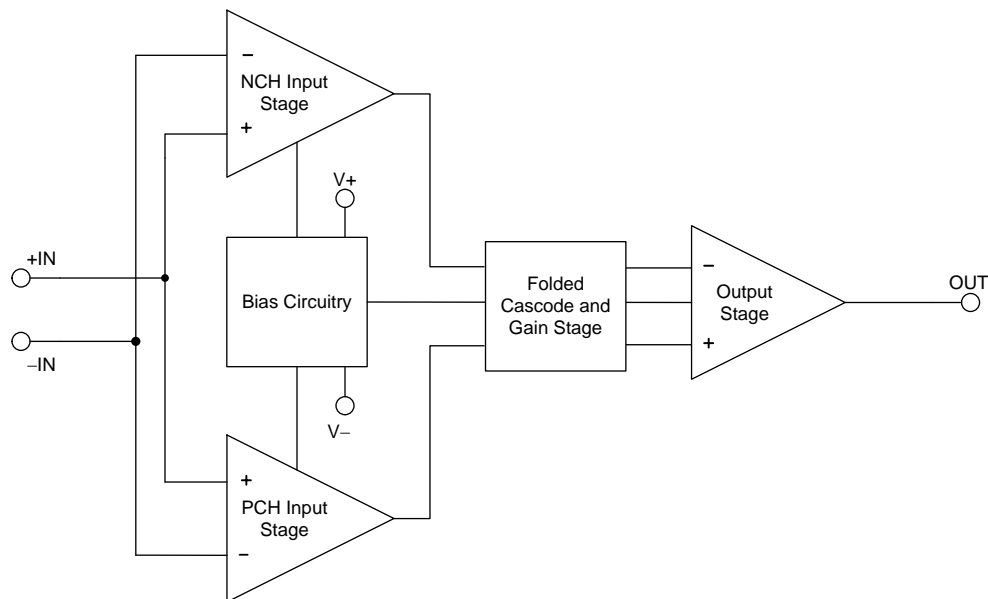 −
NCH Input
Stage
+
V+
+IN
Bias Circuitry
−IN
V−
Folded
Cascode and
Gain Stage
−
Output
Stage
+
OUT
+
PCH Input
Stage
−